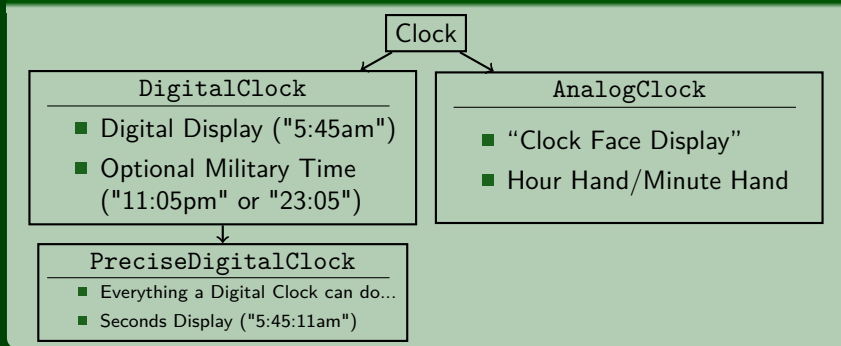 Clock
DigitalClock
Digital Display ("5:45am")
Optional Military Time
("11:05pm" or "23:05")
AnalogClock
“Clock Face Display”
Hour Hand/Minute Hand
PreciseDigitalClock
Everything a Digital Clock can do...
Seconds Display ("5:45:11am")